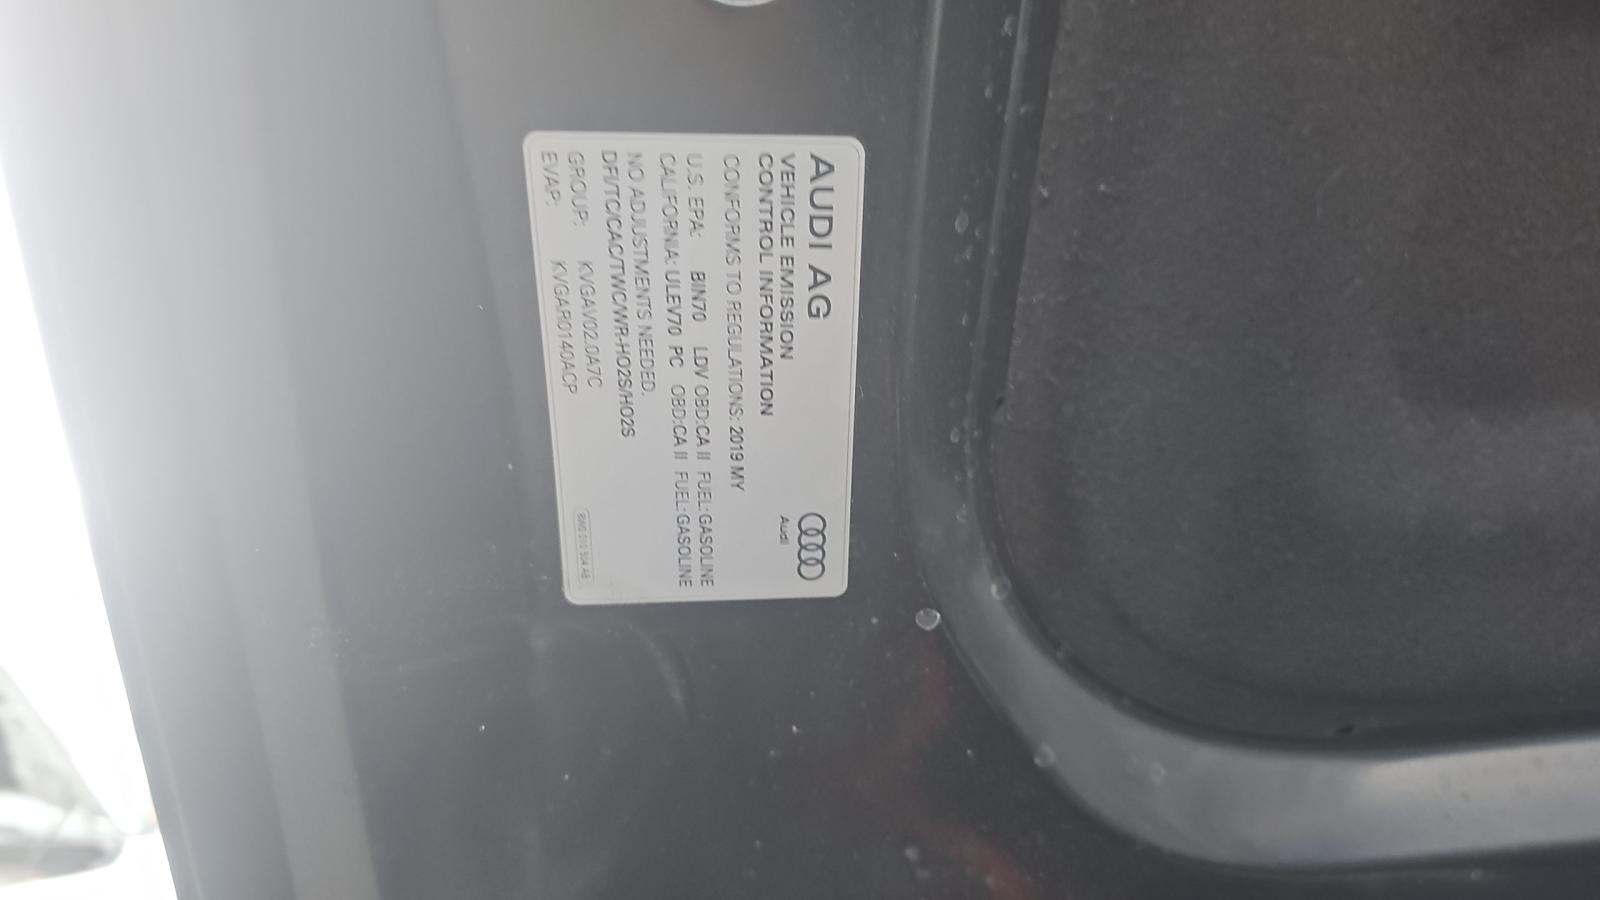 AUDI AG
VEHICLE EMISSION
CONTROL INFORMATION
Audi
CONFORMS TO REGULATIONS: 2019 MY
U.S. EPA: BIN70 LDV OBD:CA II FUEL:GASOLINE
CALIFORNIA: ULEV70 PC OBD:CA II FUEL:GASOLINE
NO ADJUSTMENTS NEEDED.
DFI/TC/CAC/TWC/WR-HO2S/HO2S
GROUP: KVGAV02.0A7C
EVAP: KVGAR0140ACP